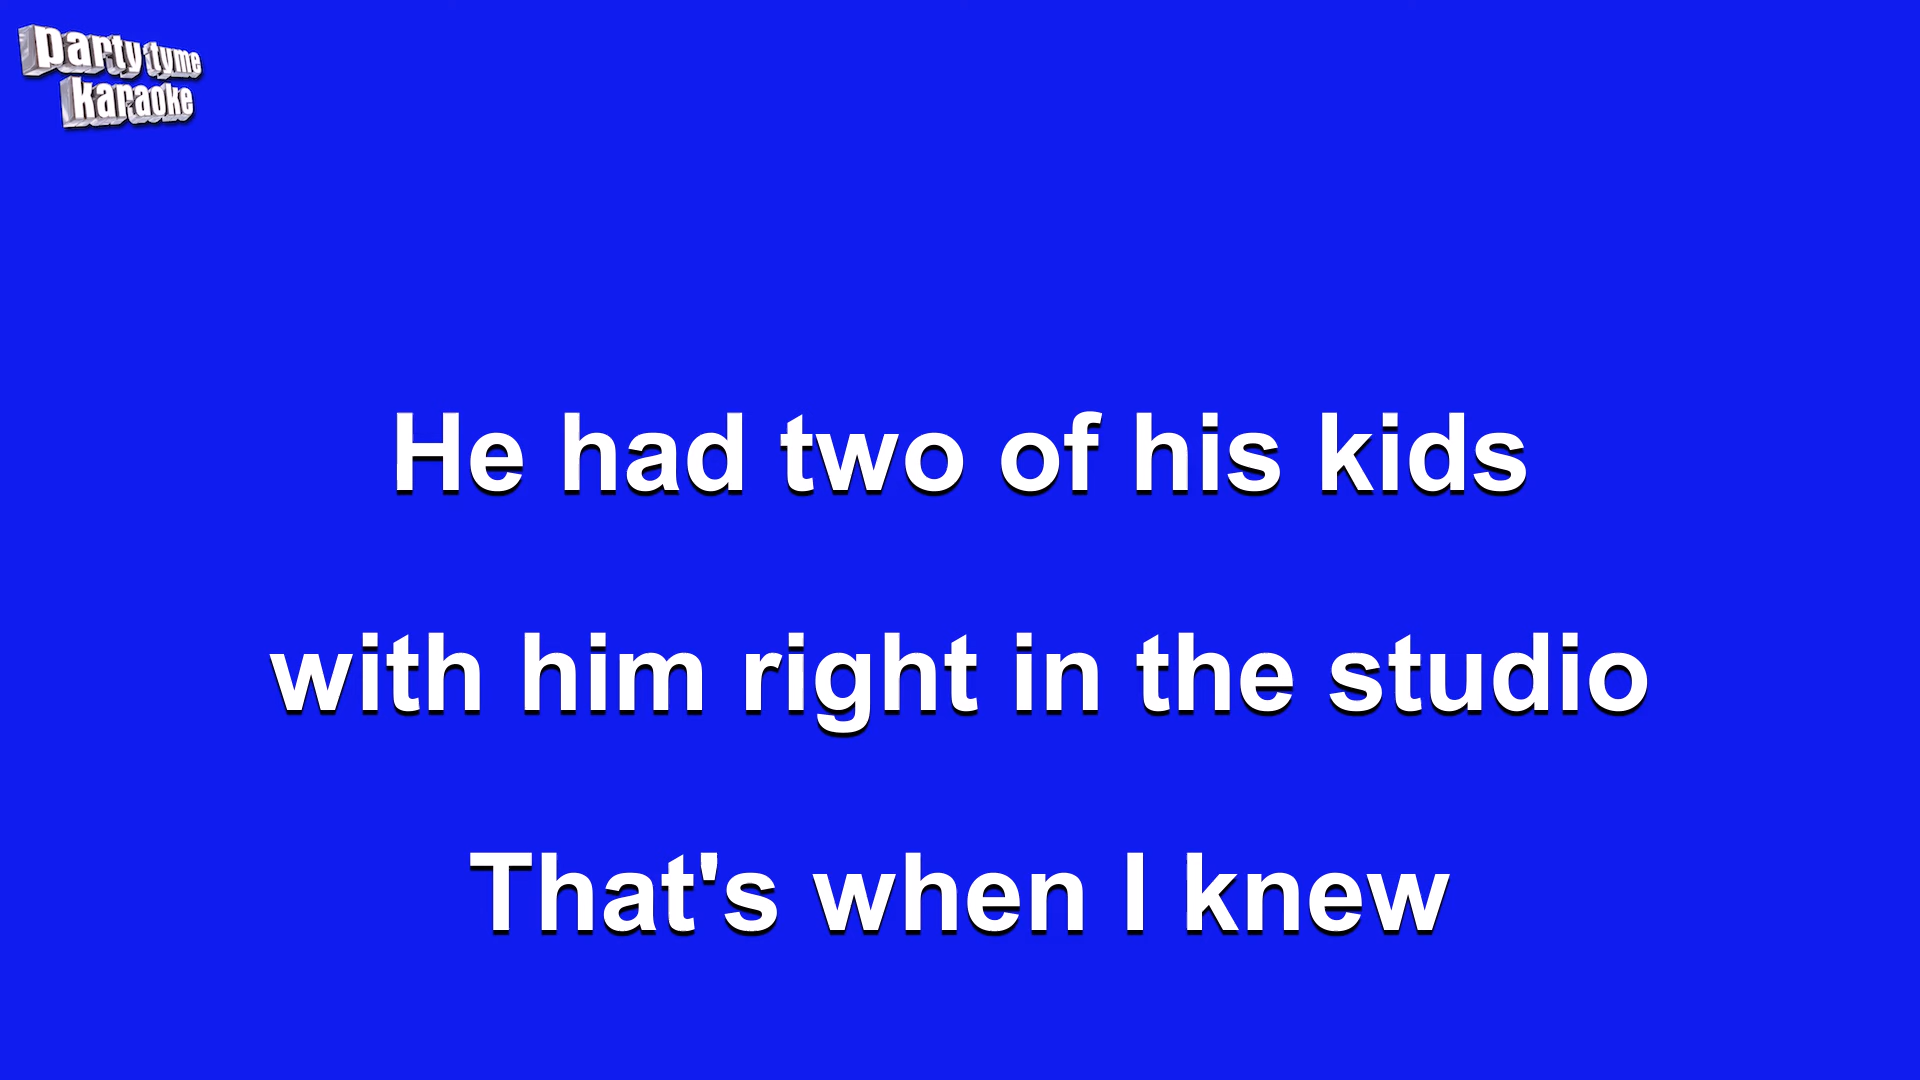 party tyme
karaoke
He had two of his kids
with him right in the studio
That's when I knew